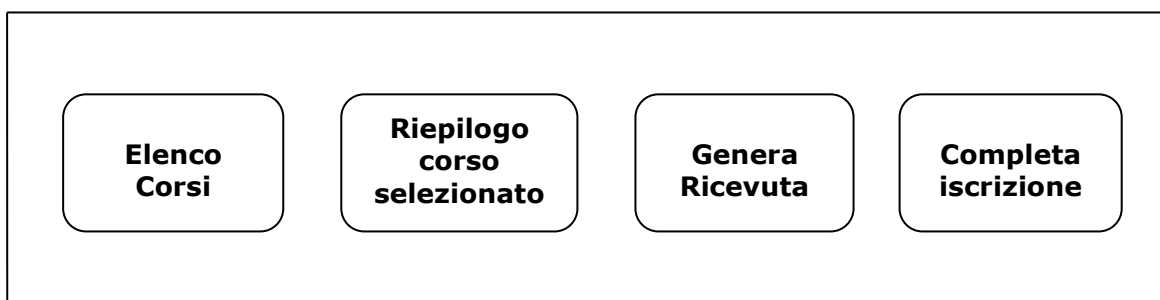 Elenco
Corsi
Riepilogo
corso
selezionato
Genera
Ricevuta
Completa
iscrizione